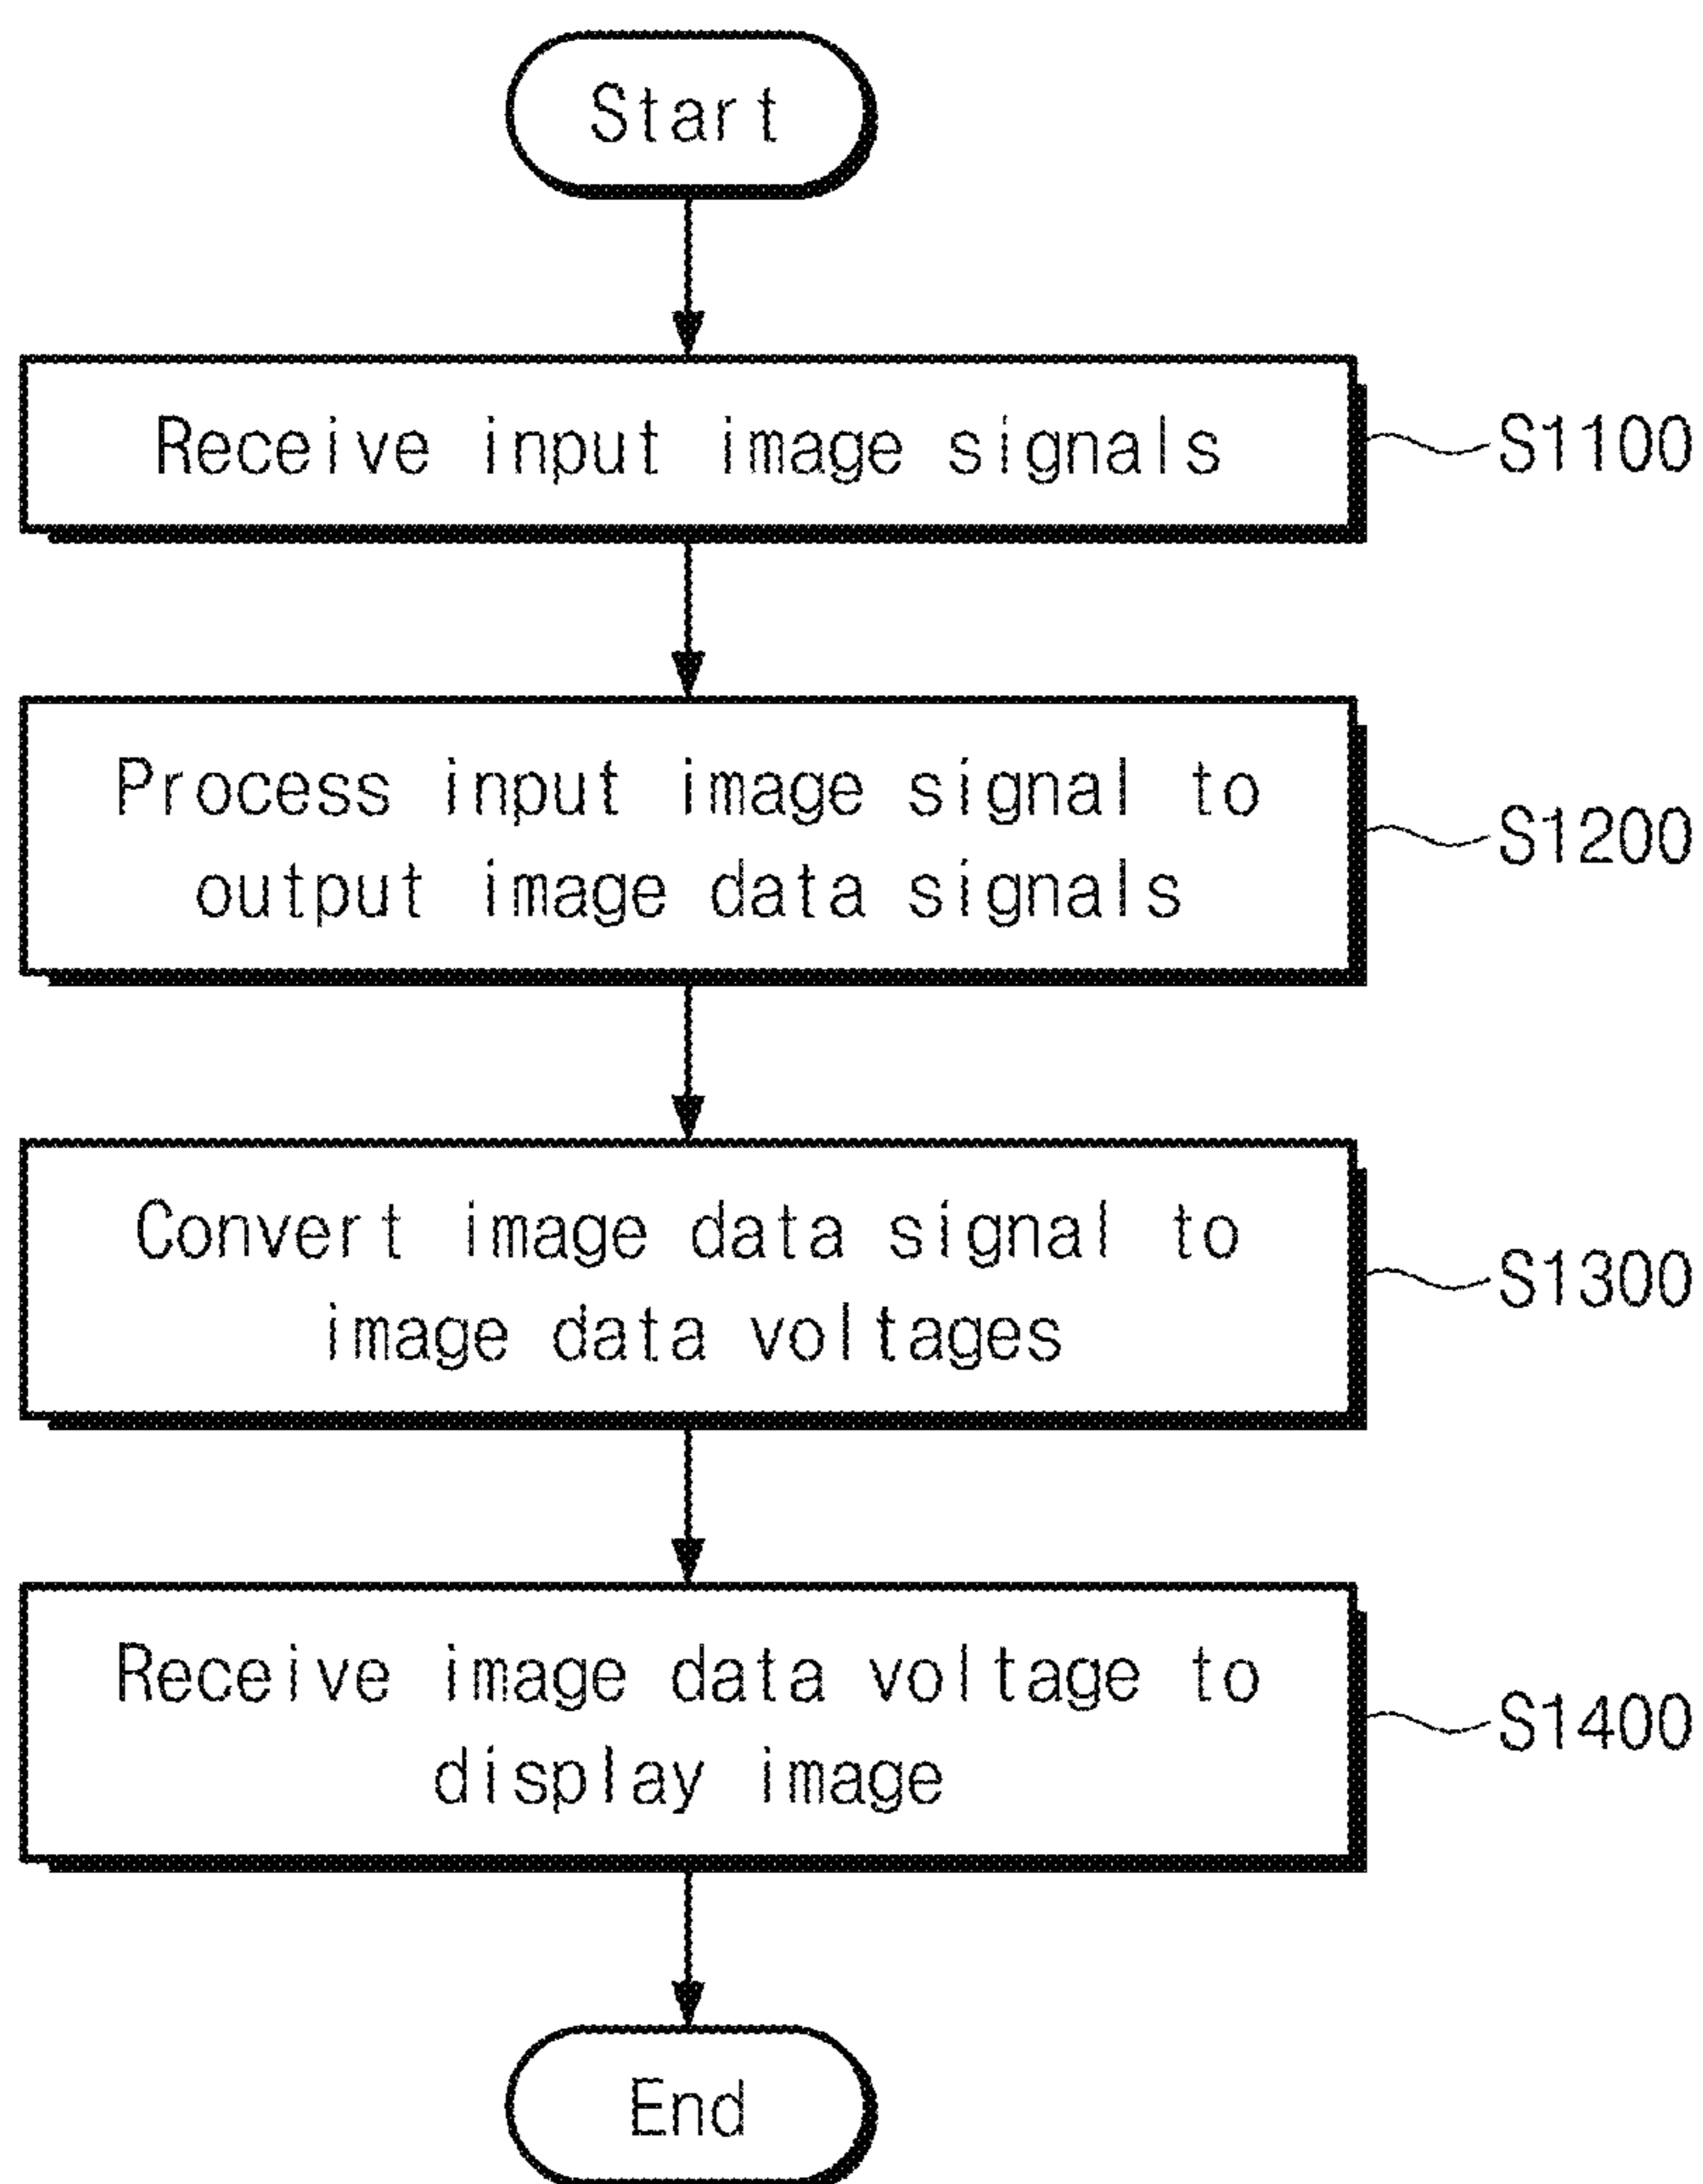 Start
Receive input image signals
S1100
Process input image signal to
output image data signals
S1200
Convert image data signal to
image data voltages
S1300
Receive image data voltage to
display image
S1400
End